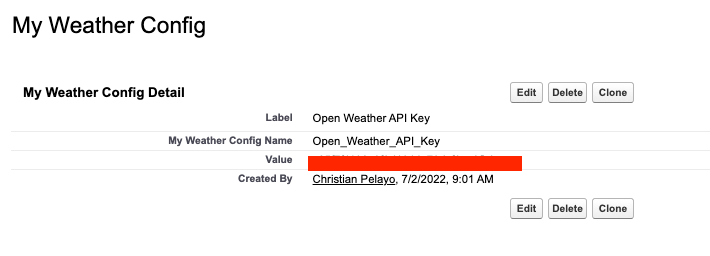 My Weather Config
My Weather Config Detail Edit Delete Clone
Label Open Weather API Key
My Weather Config Name Open_Weather_API_Key
Value
Created By Christian Pelayo, 7/2/2022, 9:01 AM
Edit Delete Clone